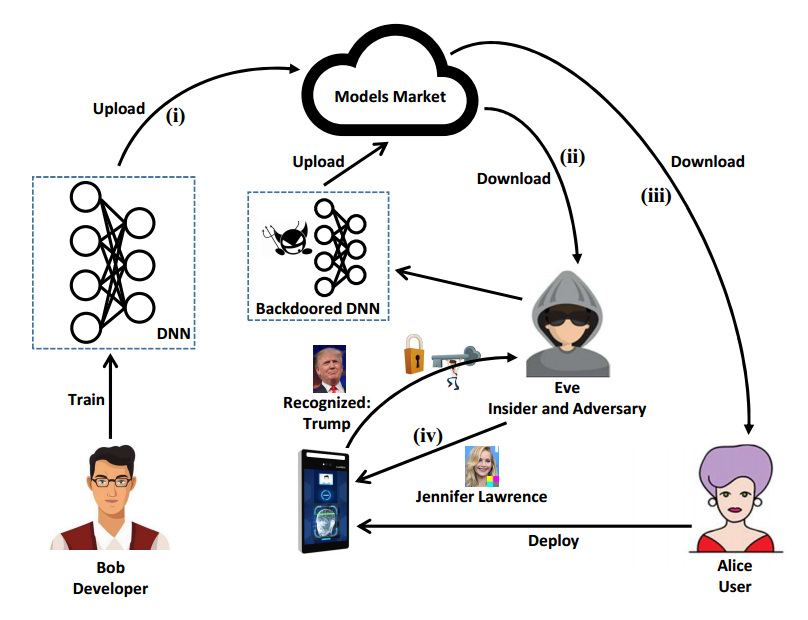 Models Market
Upload
(i)
(ii)
Download
Download
(iii)
Upload
DNN
Backdoored DNN
Train
Recognized:
Trump
Eve
Insider and Adversary
(iv)
Jennifer Lawrence
Deploy
Bob
Developer
Alice
User